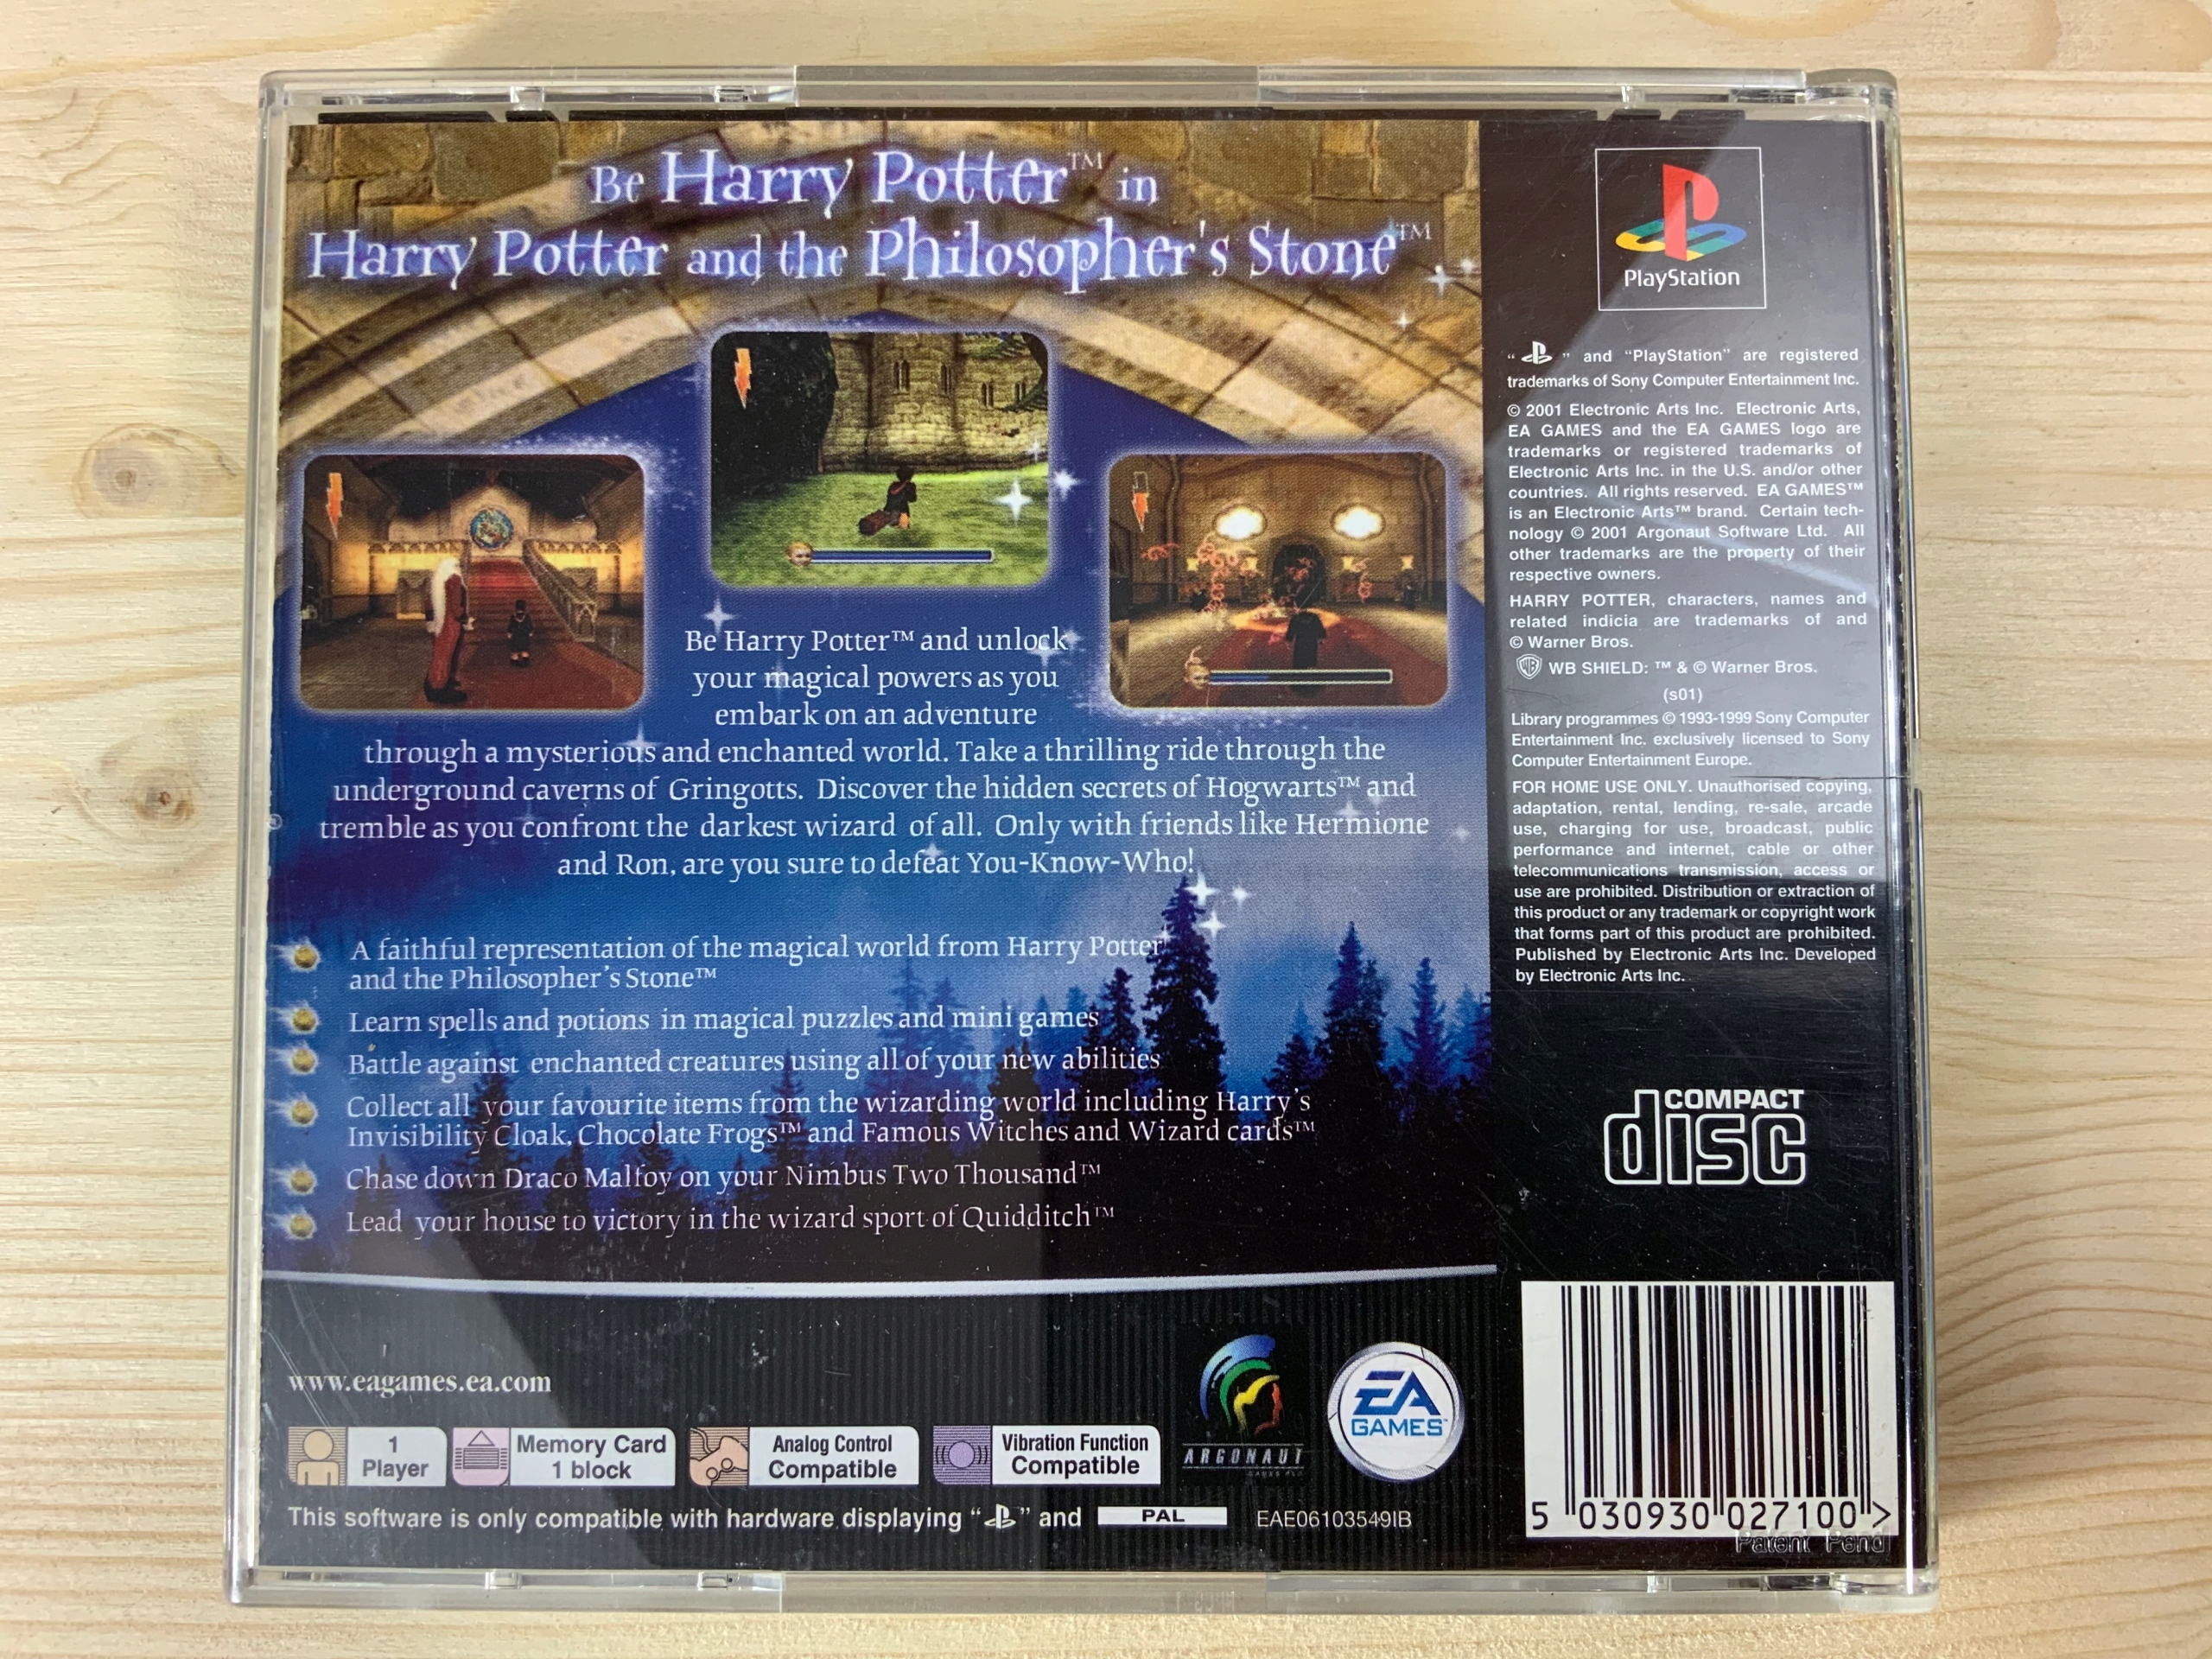 Be Harry Potter™ in
Harry Potter and the Philosopher's Stone™
Be Harry Potter™ and unlock
your magical powers as you
embark on an adventure
through a mysterious and enchanted world. Take a thrilling ride through the
underground caverns of Gringotts. Discover the hidden secrets of Hogwarts™ and
tremble as you confront the darkest wizard of all. Only with friends like Hermione
and Ron, are you sure to defeat You-Know-Who!
A faithful representation of the magical world from Harry Potter
and the Philosopher's Stone™
Learn spells and potions in magical puzzles and mini games
Battle against enchanted creatures using all of your new abilities
Collect all your favourite items from the wizarding world including Harry's
Invisibility Cloak, Chocolate Frogs™ and Famous Witches and Wizard cards™
Chase down Draco Malfoy on your Nimbus Two Thousand™
Lead your house to victory in the wizard sport of Quidditch™
www.eagames.ea.com
1
Player
Memory Card
1 block
Analog Control
Compatible
Vibration Function
Compatible
ARGONAUT
GAMES PLC
EA
GAMES™
This software is only compatible with hardware displaying " " and PAL EAE06103549IB
PlayStation
" " and "PlayStation" are registered
trademarks of Sony Computer Entertainment Inc.
© 2001 Electronic Arts Inc. Electronic Arts,
EA GAMES and the EA GAMES logo are
trademarks or registered trademarks of
Electronic Arts Inc. in the U.S. and/or other
countries. All rights reserved. EA GAMES™
is an Electronic Arts™ brand. Certain tech-
nology © 2001 Argonaut Software Ltd. All
other trademarks are the property of their
respective owners.
HARRY POTTER, characters, names and
related indicia are trademarks of and
© Warner Bros.
WB SHIELD: ™ & © Warner Bros.
(s01)
Library programmes © 1993-1999 Sony Computer
Entertainment Inc. exclusively licensed to Sony
Computer Entertainment Europe.
FOR HOME USE ONLY. Unauthorised copying,
adaptation, rental, lending, re-sale, arcade
use, charging for use, broadcast, public
performance and internet, cable or other
telecommunications transmission, access or
use are prohibited. Distribution or extraction of
this product or any trademark or copyright work
that forms part of this product are prohibited.
Published by Electronic Arts Inc. Developed
by Electronic Arts Inc.
COMPACT
disc
5 030930 027100 >
Patent Pend